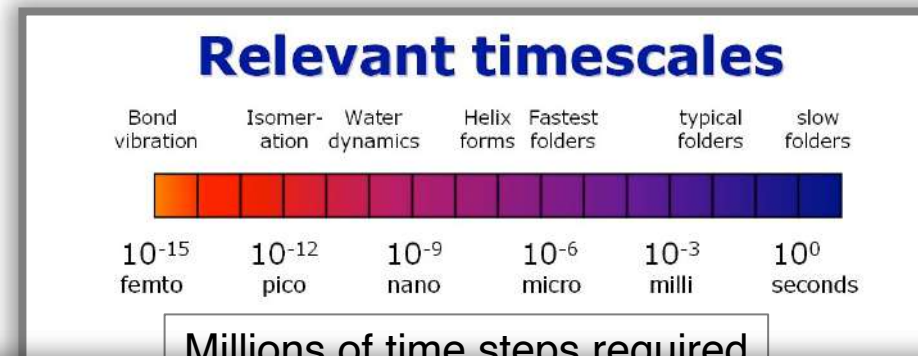 Relevant timescales
Bond vibration
Isomer-ation
Water dynamics
Helix forms
Fastest folders
typical folders
slow folders
10⁻¹⁵ 10⁻¹² 10⁻⁹ 10⁻⁶ 10⁻³ 10⁰
femto pico nano micro milli seconds
Millions of time steps required